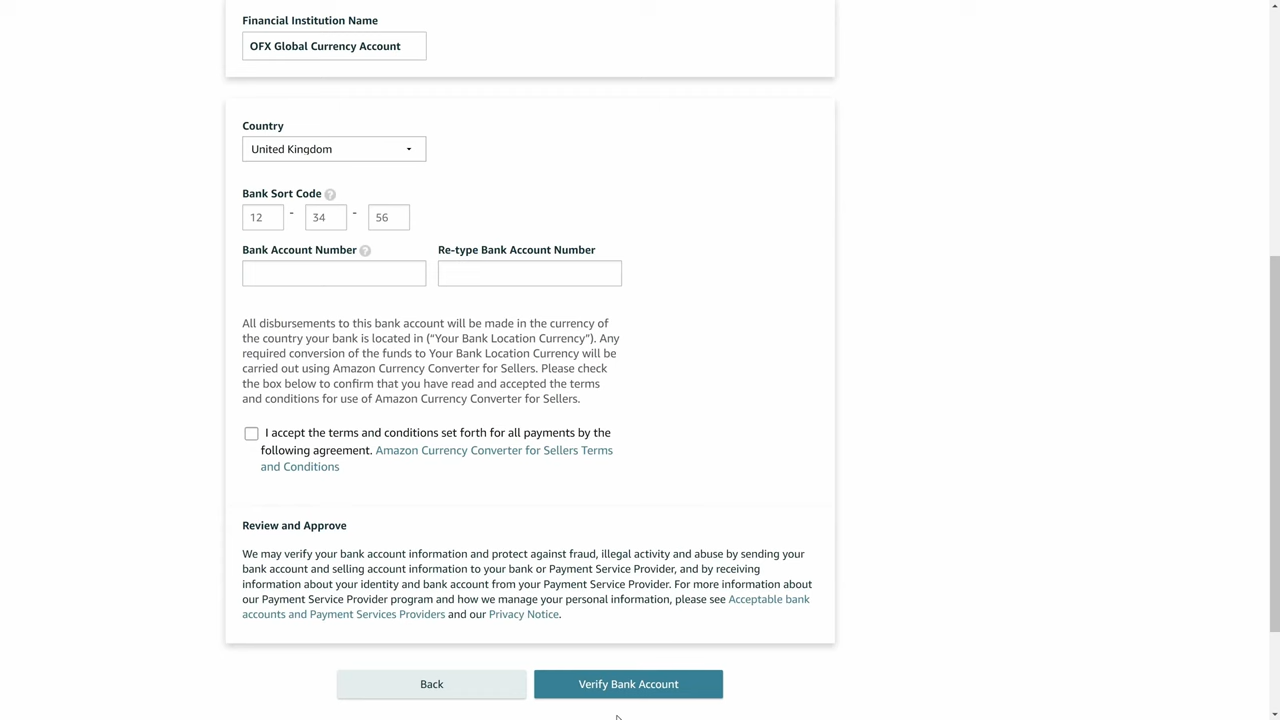 Financial Institution Name
OFX Global Currency Account
Country
United Kingdom
Bank Sort Code ?
12 - 34 - 56
Bank Account Number ? Re-type Bank Account Number
All disbursements to this bank account will be made in the currency of
the country your bank is located in (“Your Bank Location Currency”). Any
required conversion of the funds to Your Bank Location Currency will be
carried out using Amazon Currency Converter for Sellers. Please check
the box below to confirm that you have read and accepted the terms
and conditions for use of Amazon Currency Converter for Sellers.
I accept the terms and conditions set forth for all payments by the
following agreement. Amazon Currency Converter for Sellers Terms
and Conditions
Review and Approve
We may verify your bank account information and protect against fraud, illegal activity and abuse by sending your
bank account and selling account information to your bank or Payment Service Provider, and by receiving
information about your identity and bank account from your Payment Service Provider. For more information about
our Payment Service Provider program and how we manage your personal information, please see Acceptable bank
accounts and Payment Services Providers and our Privacy Notice.
Back Verify Bank Account